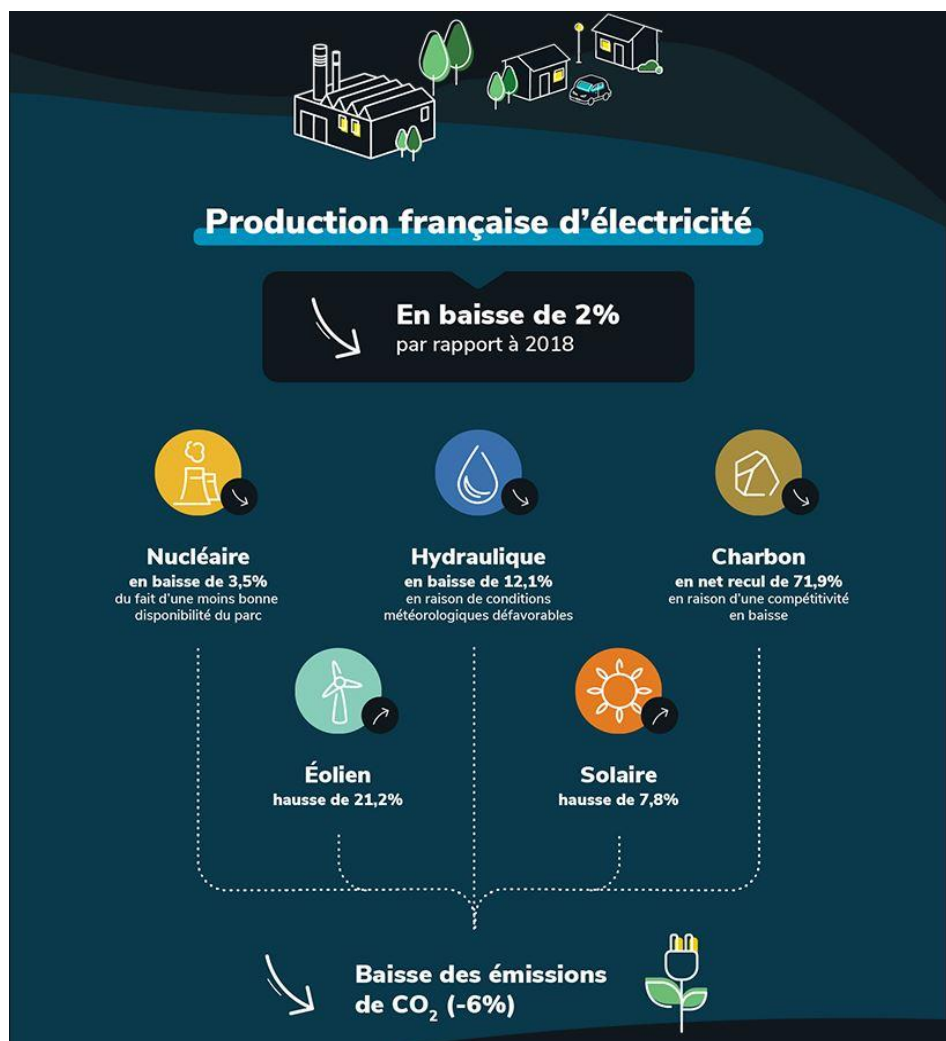 Production française d'électricité
En baisse de 2%
par rapport à 2018
Nucléaire
en baisse de 3,5%
du fait d'une moins bonne
disponibilité du parc
Hydraulique
en baisse de 12,1%
en raison de conditions
météorologiques défavorables
Charbon
en net recul de 71,9%
en raison d'une compétitivité
en baisse
Éolien
hausse de 21,2%
Solaire
hausse de 7,8%
Baisse des émissions
de CO₂ (-6%)